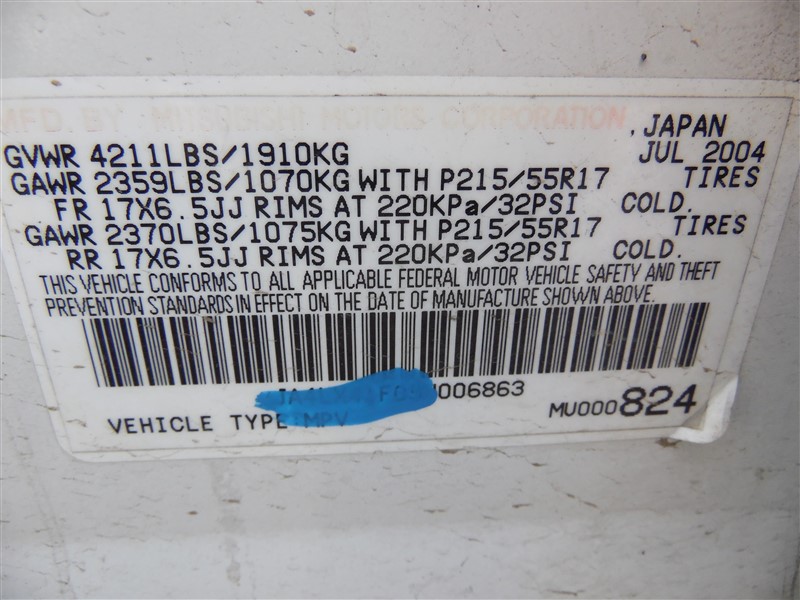 MFD. BY MITSUBISHI MOTORS CORPORATION
, JAPAN
GVWR 4211LBS/1910KG JUL 2004
GAWR 2359LBS/1070KG WITH P215/55R17 TIRES
FR 17X6.5JJ RIMS AT 220KPa/32PSI COLD.
GAWR 2370LBS/1075KG WITH P215/55R17 TIRES
RR 17X6.5JJ RIMS AT 220KPa/32PSI COLD.
THIS VEHICLE CONFORMS TO ALL APPLICABLE FEDERAL MOTOR VEHICLE SAFETY AND THEFT
PREVENTION STANDARDS IN EFFECT ON THE DATE OF MANUFACTURE SHOWN ABOVE.
VEHICLE TYPE:MPV MU000824